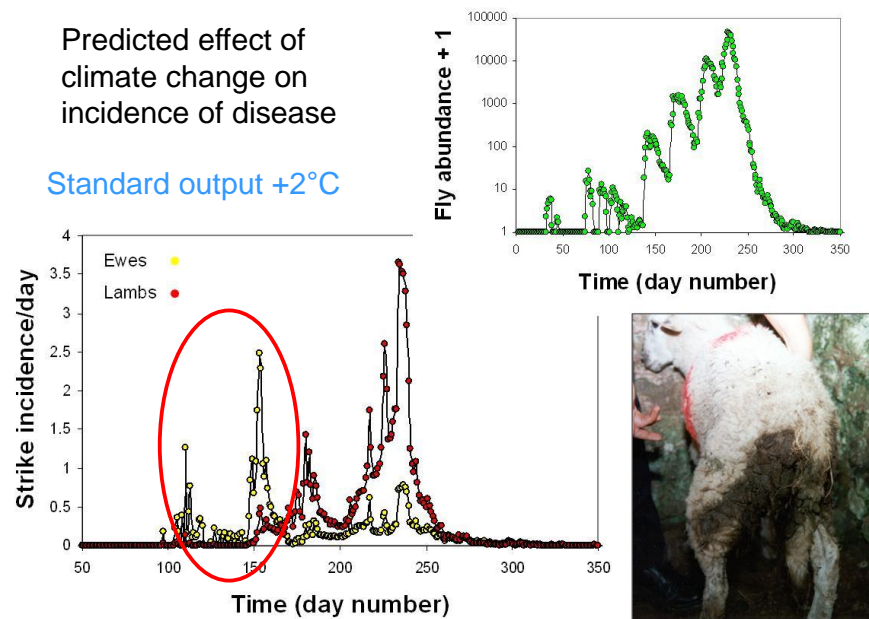 Predicted effect of
climate change on
incidence of disease
Standard output +2°C
Fly abundance + 1
100000
10000
1000
100
10
1
0 50 100 150 200 250 300 350
Time (day number)
Strike incidence/day
4
3.5
3
2.5
2
1.5
1
0.5
0
Ewes
Lambs
50 100 150 200 250 300 350
Time (day number)